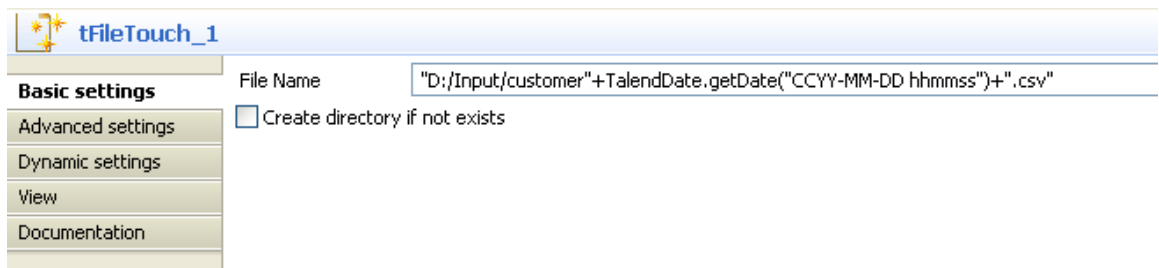 tFileTouch_1
Basic settings
File Name "D:/Input/customer"+TalendDate.getDate("CCYY-MM-DD hhmmss")+".csv"
Advanced settings
Create directory if not exists
Dynamic settings
View
Documentation